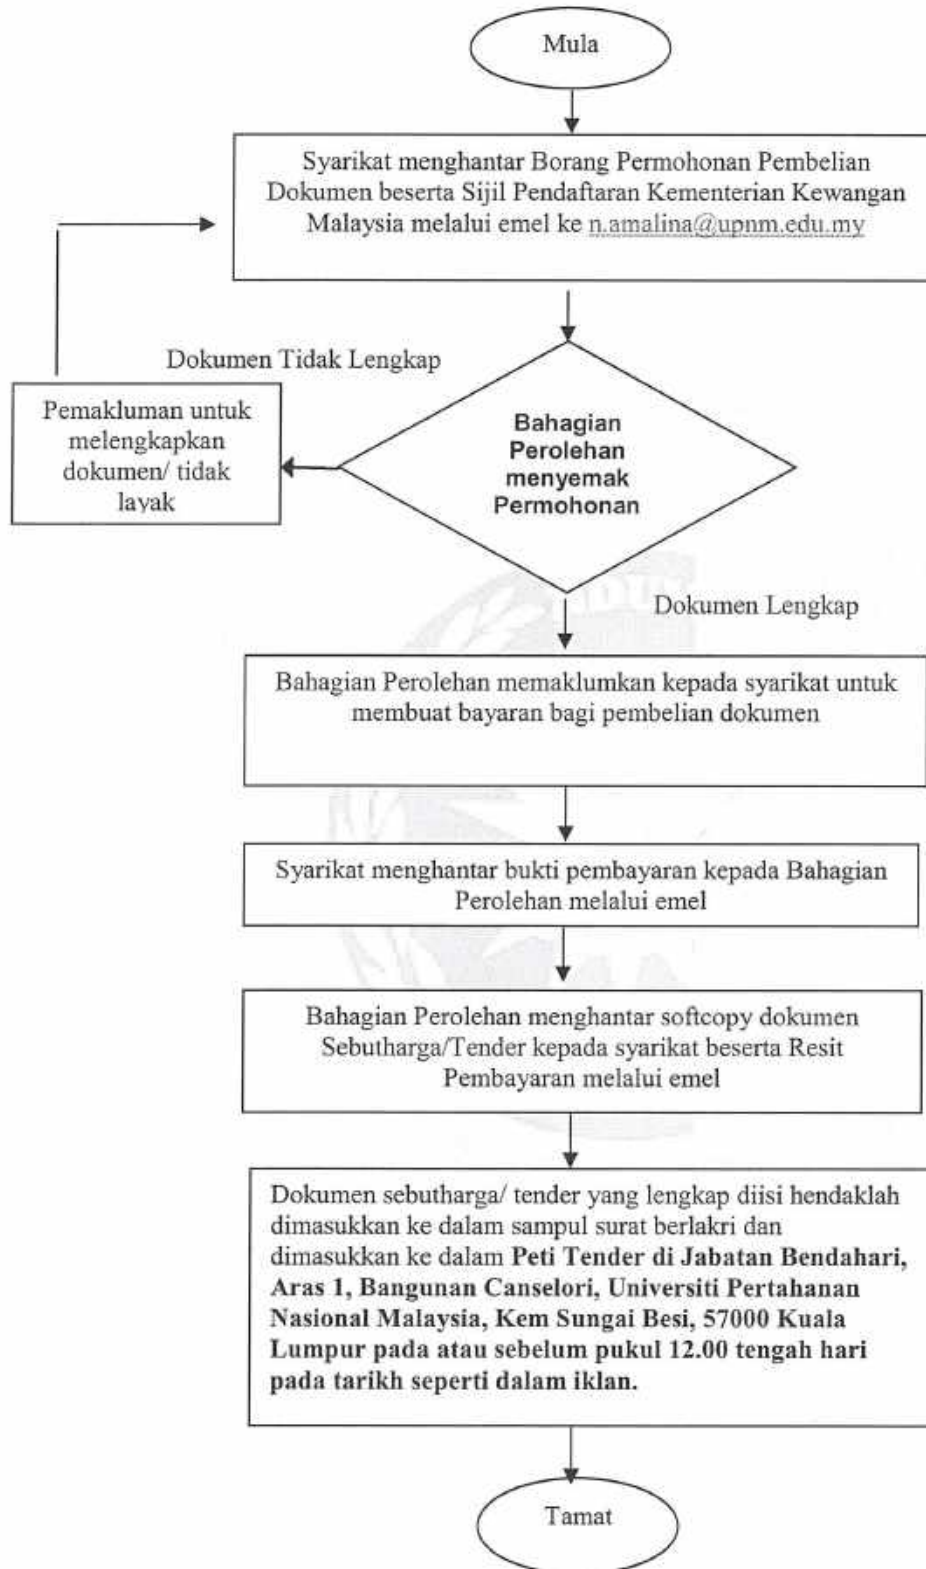 Mula
Syarikat menghantar Borang Permohonan Pembelian
Dokumen beserta Sijil Pendaftaran Kementerian Kewangan
Malaysia melalui emel ke n.amalina@upnm.edu.my
Dokumen Tidak Lengkap
Pemakluman untuk
melengkapkan
dokumen/ tidak
layak
Bahagian
Perolehan
menyemak
Permohonan
Dokumen Lengkap
Bahagian Perolehan memaklumkan kepada syarikat untuk
membuat bayaran bagi pembelian dokumen
Syarikat menghantar bukti pembayaran kepada Bahagian
Perolehan melalui emel
Bahagian Perolehan menghantar softcopy dokumen
Sebutharga/Tender kepada syarikat beserta Resit
Pembayaran melalui emel
Dokumen sebutharga/ tender yang lengkap diisi hendaklah
dimasukkan ke dalam sampul surat berlakri dan
dimasukkan ke dalam Peti Tender di Jabatan Bendahari,
Aras 1, Bangunan Canselori, Universiti Pertahanan
Nasional Malaysia, Kem Sungai Besi, 57000 Kuala
Lumpur pada atau sebelum pukul 12.00 tengah hari
pada tarikh seperti dalam iklan.
Tamat